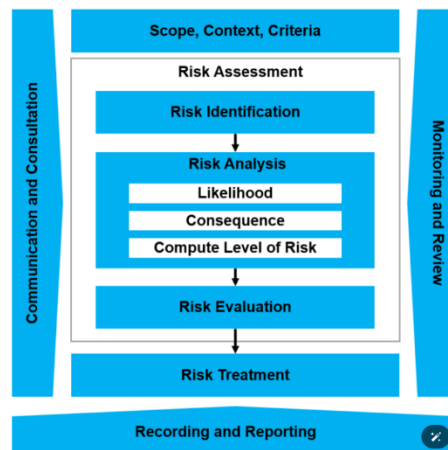 Scope, Context, Criteria
Communication and Consultation
Risk Assessment
Risk Identification
Risk Analysis
Likelihood
Consequence
Compute Level of Risk
Risk Evaluation
Risk Treatment
Monitoring and Review
Recording and Reporting